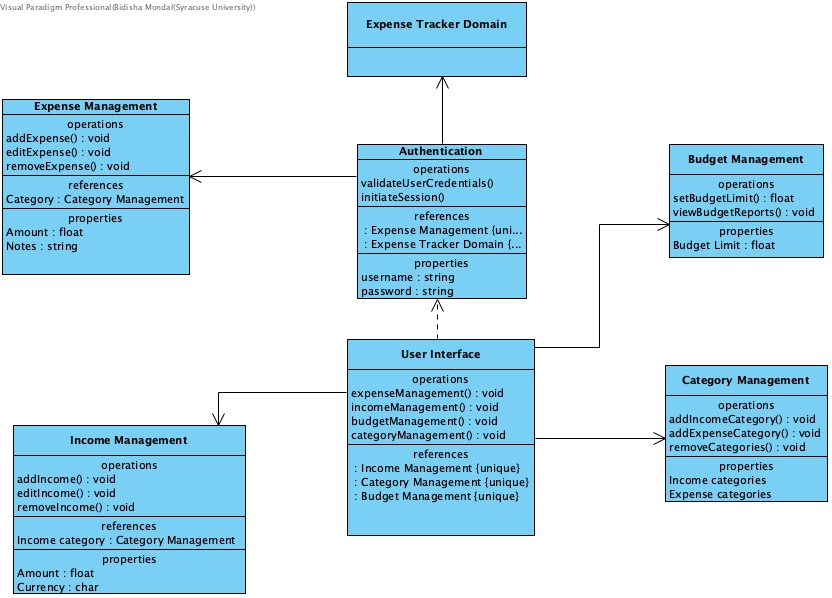 Visual Paradigm Professional(Bidisha Mondal(Syracuse University))
Expense Tracker Domain
Expense Management
operations
addExpense() : void
editExpense() : void
removeExpense() : void
references
Category : Category Management
properties
Amount : float
Notes : string
Authentication
operations
validateUserCredentials()
initiateSession()
references
: Expense Management {uni...
: Expense Tracker Domain {...
properties
username : string
password : string
Budget Management
operations
setBudgetLimit() : float
viewBudgetReports() : void
properties
Budget Limit : float
User Interface
operations
expenseManagement() : void
incomeManagement() : void
budgetManagement() : void
categoryManagement() : void
references
: Income Management {unique}
: Category Management {unique}
: Budget Management {unique}
Category Management
operations
addIncomeCategory() : void
addExpenseCategory() : void
removeCategories() : void
properties
Income categories
Expense categories
Income Management
operations
addIncome() : void
editIncome() : void
removeIncome() : void
references
Income category : Category Management
properties
Amount : float
Currency : char